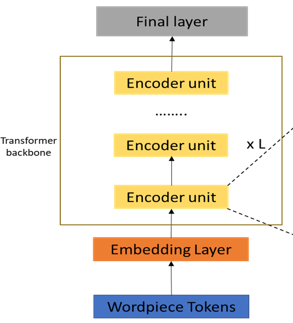 Final layer
Encoder unit
........
Encoder unit
x L
Transformer
backbone
Encoder unit
Embedding Layer
Wordpiece Tokens